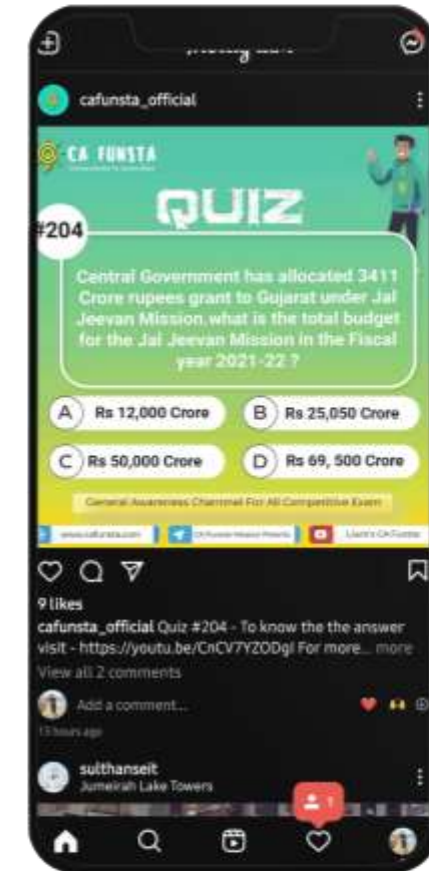 cafunsta_official
CA FUNSTA
QUIZ
#204
Central Government has allocated 3411
Crore rupees grant to Gujarat under Jal
Jeevan Mission.what is the total budget
for the Jal Jeevan Mission in the Fiscal
year 2021-22 ?
A Rs 12,000 Crore
B Rs 25,050 Crore
C Rs 50,000 Crore
D Rs 69, 500 Crore
General Awareness Channel For All Competitive Exam
www.cafunsta.com
9 likes
cafunsta_official Quiz #204 - To know the the answer
visit - https://youtu.be/CnCV7YZODgI For more... more
View all 2 comments
Add a comment...
13 hours ago
sulthanseit
Jumeirah Lake Towers
1